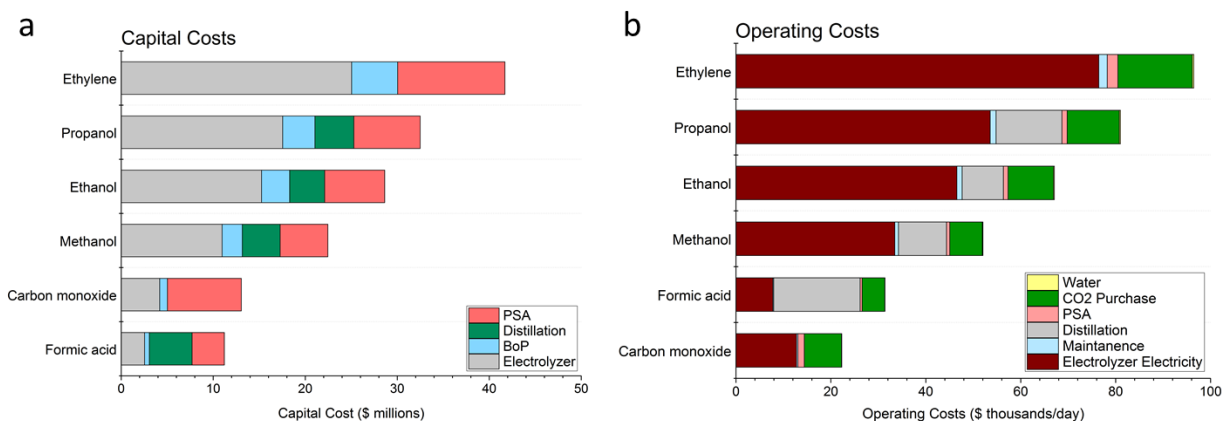 a
Capital Costs
Ethylene
Propanol
Ethanol
Methanol
Carbon monoxide
Formic acid
PSA
Distillation
BoP
Electrolyzer
0 10 20 30 40 50
Capital Cost ($ millions)
b
Operating Costs
Ethylene
Propanol
Ethanol
Methanol
Formic acid
Carbon monoxide
Water
CO2 Purchase
PSA
Distillation
Maintanence
Electrolyzer Electricity
0 20 40 60 80 100
Operating Costs ($ thousands/day)